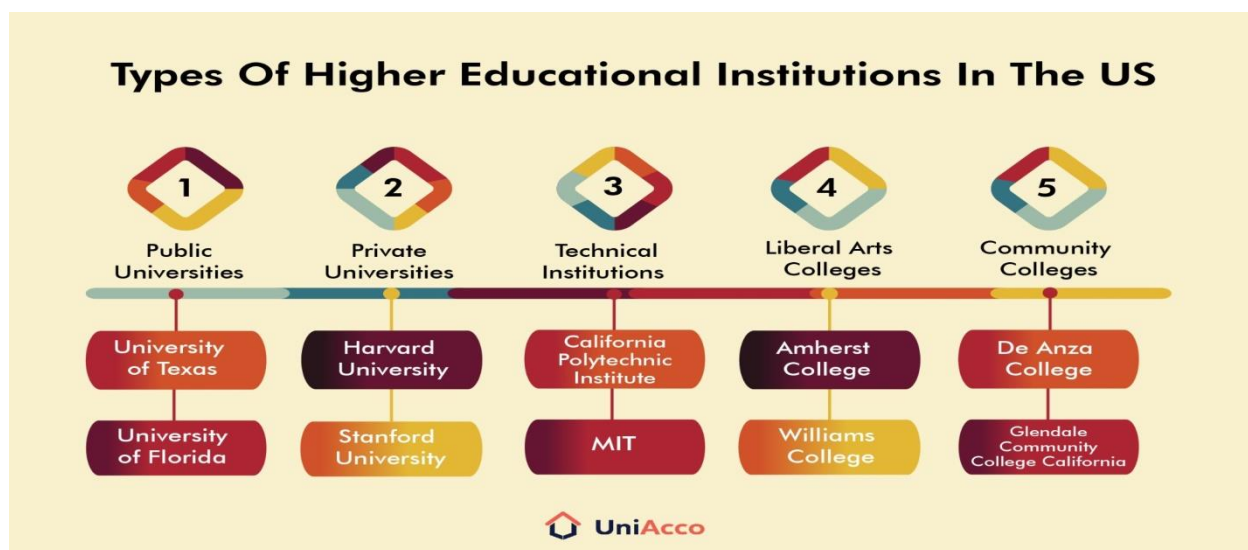 Types Of Higher Educational Institutions In The US
1
2
3
4
5
Public
Universities
Private
Universities
Technical
Institutions
Liberal Arts
Colleges
Community
Colleges
University
of Texas
Harvard
University
California
Polytechnic
Institute
Amherst
College
De Anza
College
University
of Florida
Stanford
University
MIT
Williams
College
Glendale
Community
College California
UniAcco